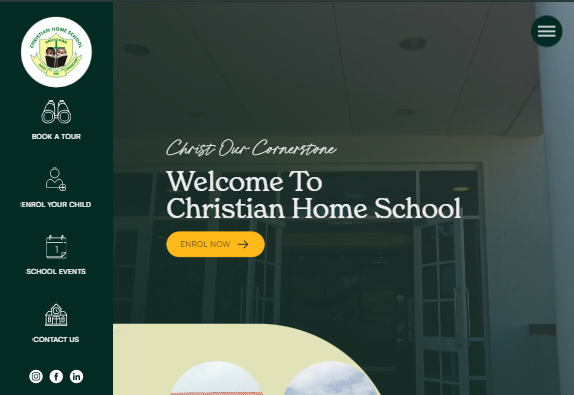 CHRISTIAN HOME SCHOOL
BOOK A TOUR
ENROL YOUR CHILD
1
SCHOOL EVENTS
CONTACT US
Christ Our Cornerstone
Welcome To
Christian Home School
ENROL NOW